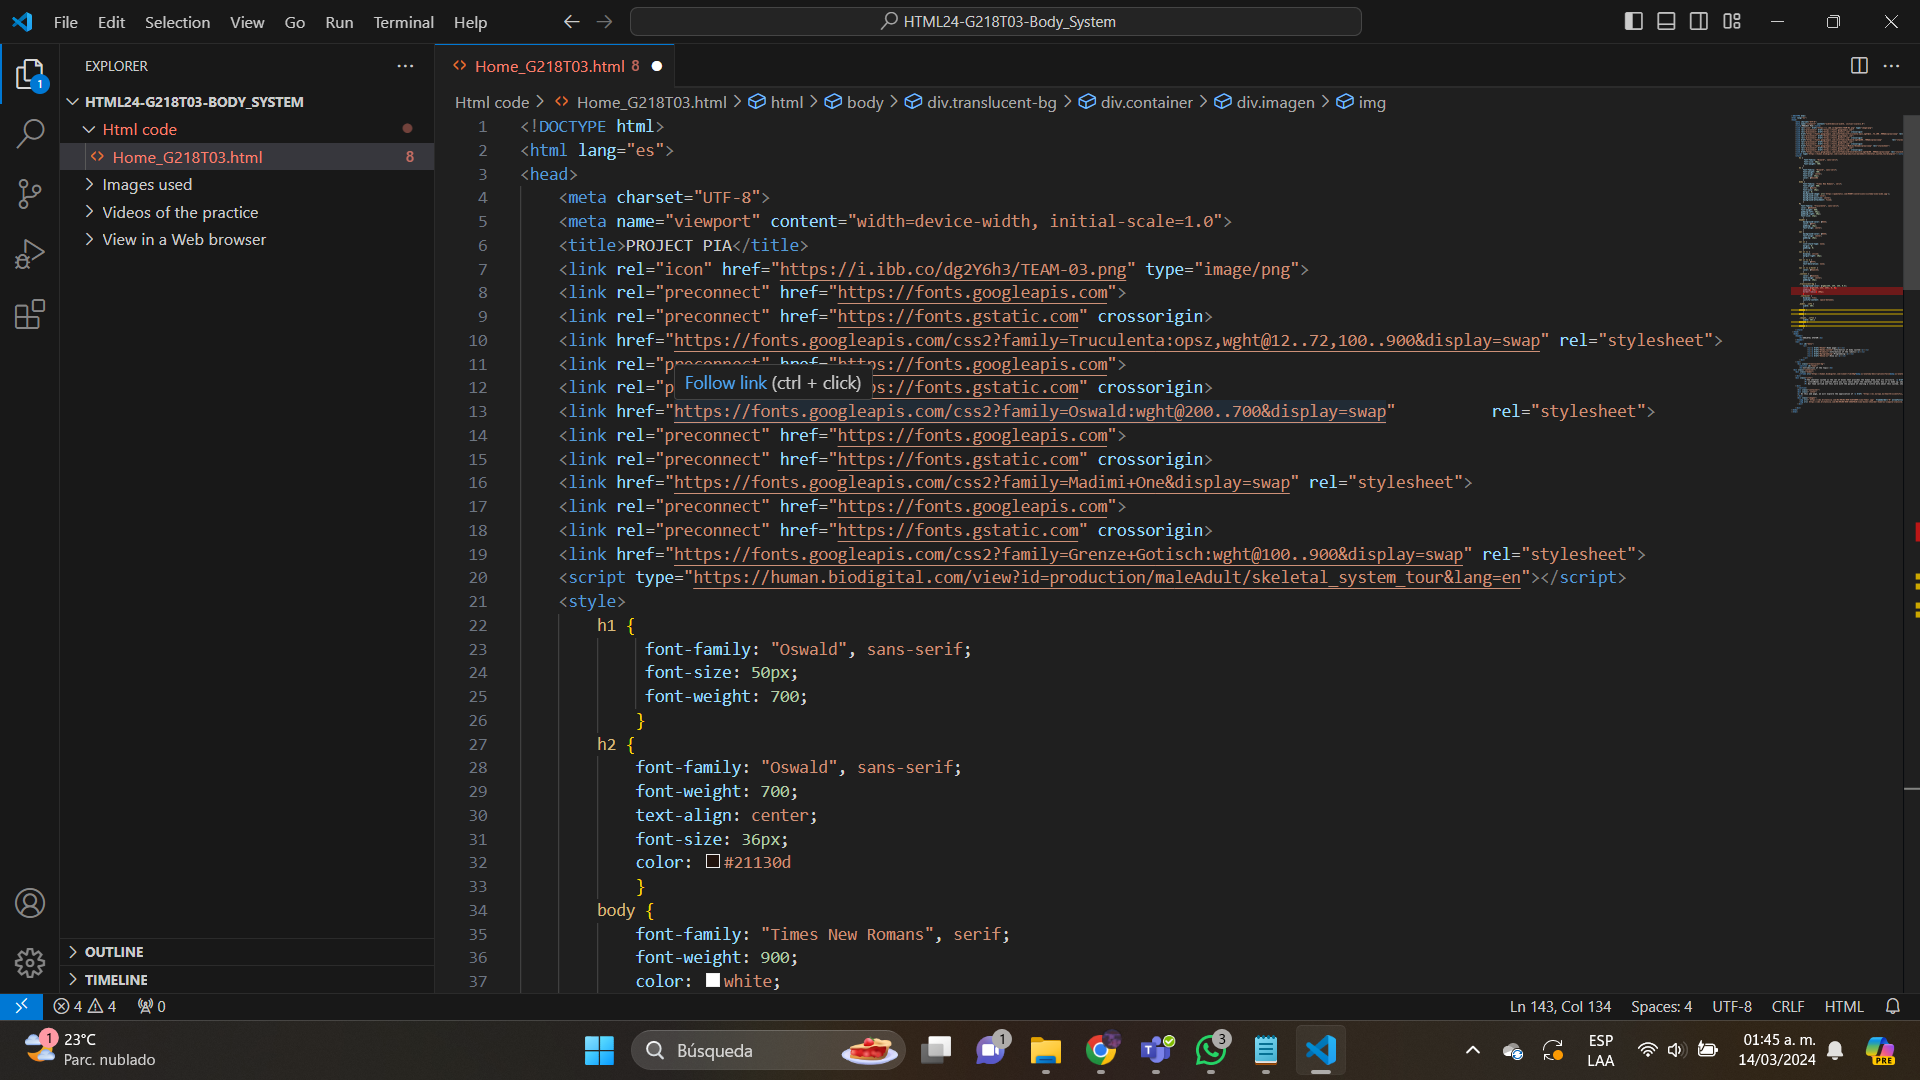 File Edit Selection View Go Run Terminal Help
HTML24-G218T03-Body_System
EXPLORER
HTML24-G218T03-BODY_SYSTEM
Html code
Home_G218T03.html 8
Images used
Videos of the practice
View in a Web browser
OUTLINE
TIMELINE
1
Home_G218T03.html 8
Html code > Home_G218T03.html > html > body > div.translucent-bg > div.container > div.imagen > img
1 <!DOCTYPE html>
2 <html lang="es">
3 <head>
4 <meta charset="UTF-8">
5 <meta name="viewport" content="width=device-width, initial-scale=1.0">
6 <title>PROJECT PIA</title>
7 <link rel="icon" href="https://i.ibb.co/dg2Y6h3/TEAM-03.png" type="image/png">
8 <link rel="preconnect" href="https://fonts.googleapis.com">
9 <link rel="preconnect" href="https://fonts.gstatic.com" crossorigin>
10 <link href="https://fonts.googleapis.com/css2?family=Truculenta:opsz,wght@12..72,100..900&display=swap" rel="stylesheet">
11 <link rel="preconnect" href="https://fonts.googleapis.com">
12 <link rel="p s://fonts.gstatic.com" crossorigin>
Follow link (ctrl + click)
13 <link href="https://fonts.googleapis.com/css2?family=Oswald:wght@200..700&display=swap" rel="stylesheet">
14 <link rel="preconnect" href="https://fonts.googleapis.com">
15 <link rel="preconnect" href="https://fonts.gstatic.com" crossorigin>
16 <link href="https://fonts.googleapis.com/css2?family=Madimi+One&display=swap" rel="stylesheet">
17 <link rel="preconnect" href="https://fonts.googleapis.com">
18 <link rel="preconnect" href="https://fonts.gstatic.com" crossorigin>
19 <link href="https://fonts.googleapis.com/css2?family=Grenze+Gotisch:wght@100..900&display=swap" rel="stylesheet">
20 <script type="https://human.biodigital.com/view?id=production/maleAdult/skeletal_system_tour&lang=en"></script>
21 <style>
22 h1 {
23 font-family: "Oswald", sans-serif;
24 font-size: 50px;
25 font-weight: 700;
26 }
27 h2 {
28 font-family: "Oswald", sans-serif;
29 font-weight: 700;
30 text-align: center;
31 font-size: 36px;
32 color: #21130d
33 }
34 body {
35 font-family: "Times New Romans", serif;
36 font-weight: 900;
37 color: white;
4 4 0
Ln 143, Col 134 Spaces: 4 UTF-8 CRLF HTML
1 23°C
Parc. nublado
Búsqueda
1
3
PRE
ESP
LAA
01:45 a. m.
14/03/2024